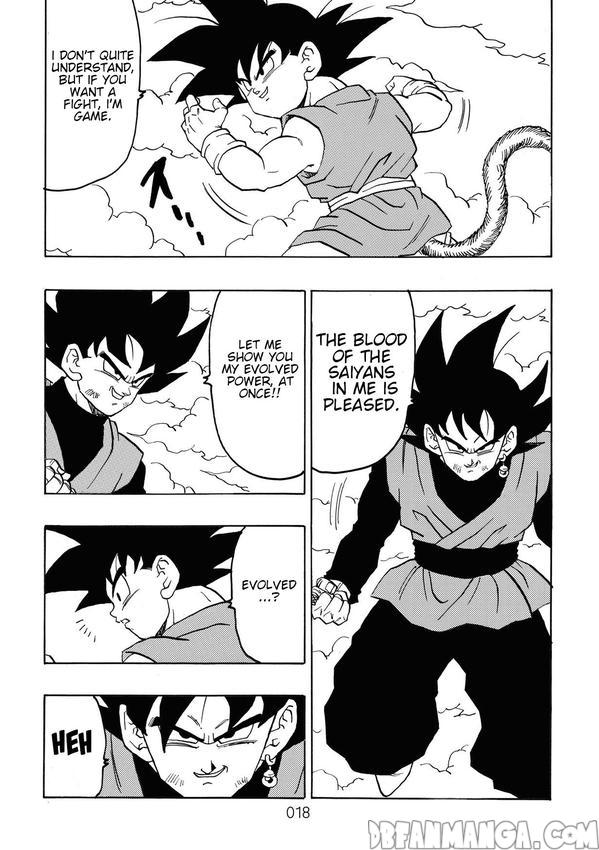 I DON'T QUITE
UNDERSTAND,
BUT IF YOU
WANT A
FIGHT, I'M
GAME.
THE BLOOD
OF THE
SAIYANS
IN ME IS
PLEASED.
LET ME
SHOW YOU
MY EVOLVED
POWER, AT
ONCE!!
EVOLVED
...?
HEH
018
DBFANMANGA.COM